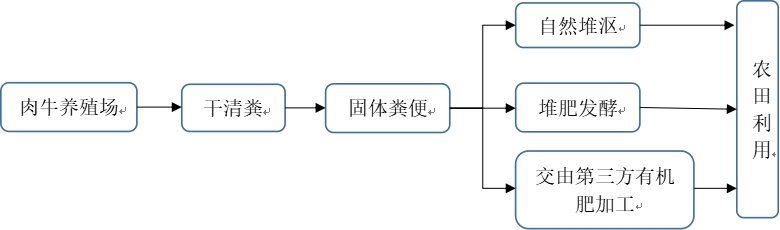 自然堆沤
肉牛养殖场
干清粪
固体粪便
堆肥发酵
交由第三方有机
肥加工
农
田
利
用